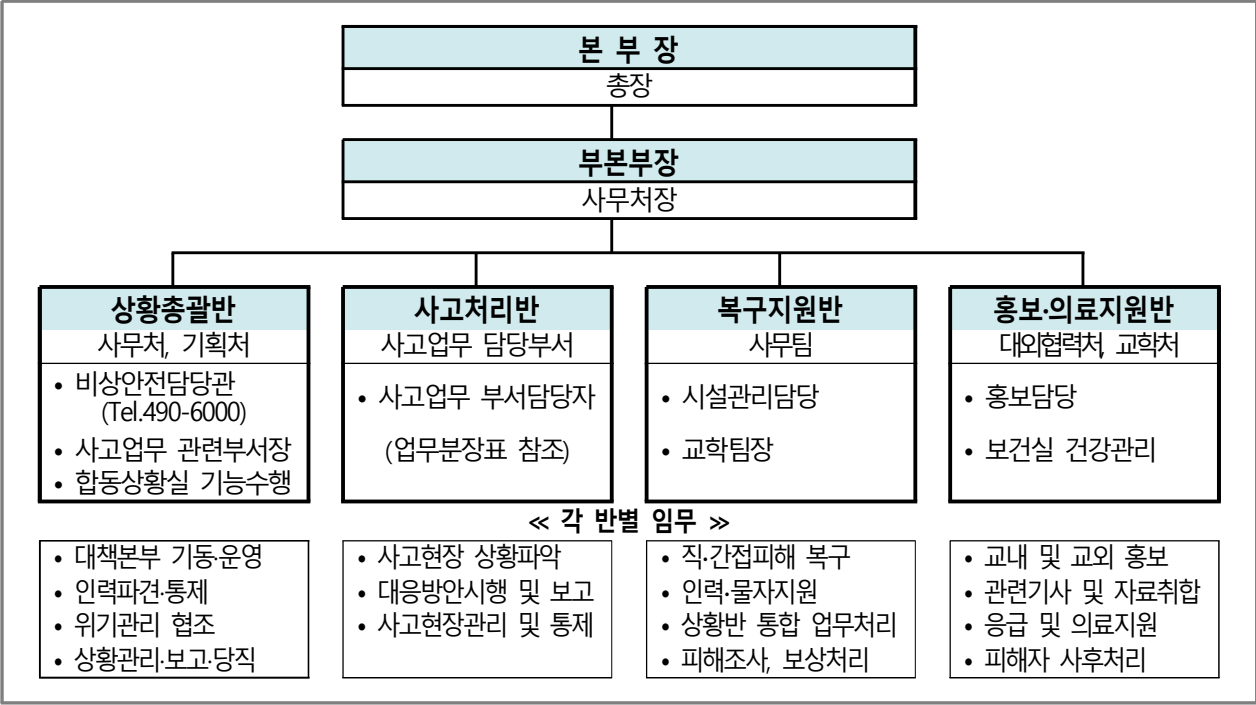 본 부 장
총장
부본부장
사무처장
상황총괄반
사무처, 기획처
• 비상안전담당관
(Tel.490-6000)
• 사고업무 관련부서장
• 합동상황실 기능수행
사고처리반
사고업무 담당부서
• 사고업무 부서담당자
(업무분장표 참조)
복구지원반
사무팀
• 시설관리담당
• 교학팀장
홍보·의료지원반
대외협력처, 교학처
• 홍보담당
• 보건실 건강관리
≪ 각 반별 임무 ≫
• 대책본부 기동·운영
• 인력파견·통제
• 위기관리 협조
• 상황관리·보고·당직
• 사고현장 상황파악
• 대응방안시행 및 보고
• 사고현장관리 및 통제
• 직·간접피해 복구
• 인력·물자지원
• 상황반 통합 업무처리
• 피해조사, 보상처리
• 교내 및 교외 홍보
• 관련기사 및 자료취합
• 응급 및 의료지원
• 피해자 사후처리